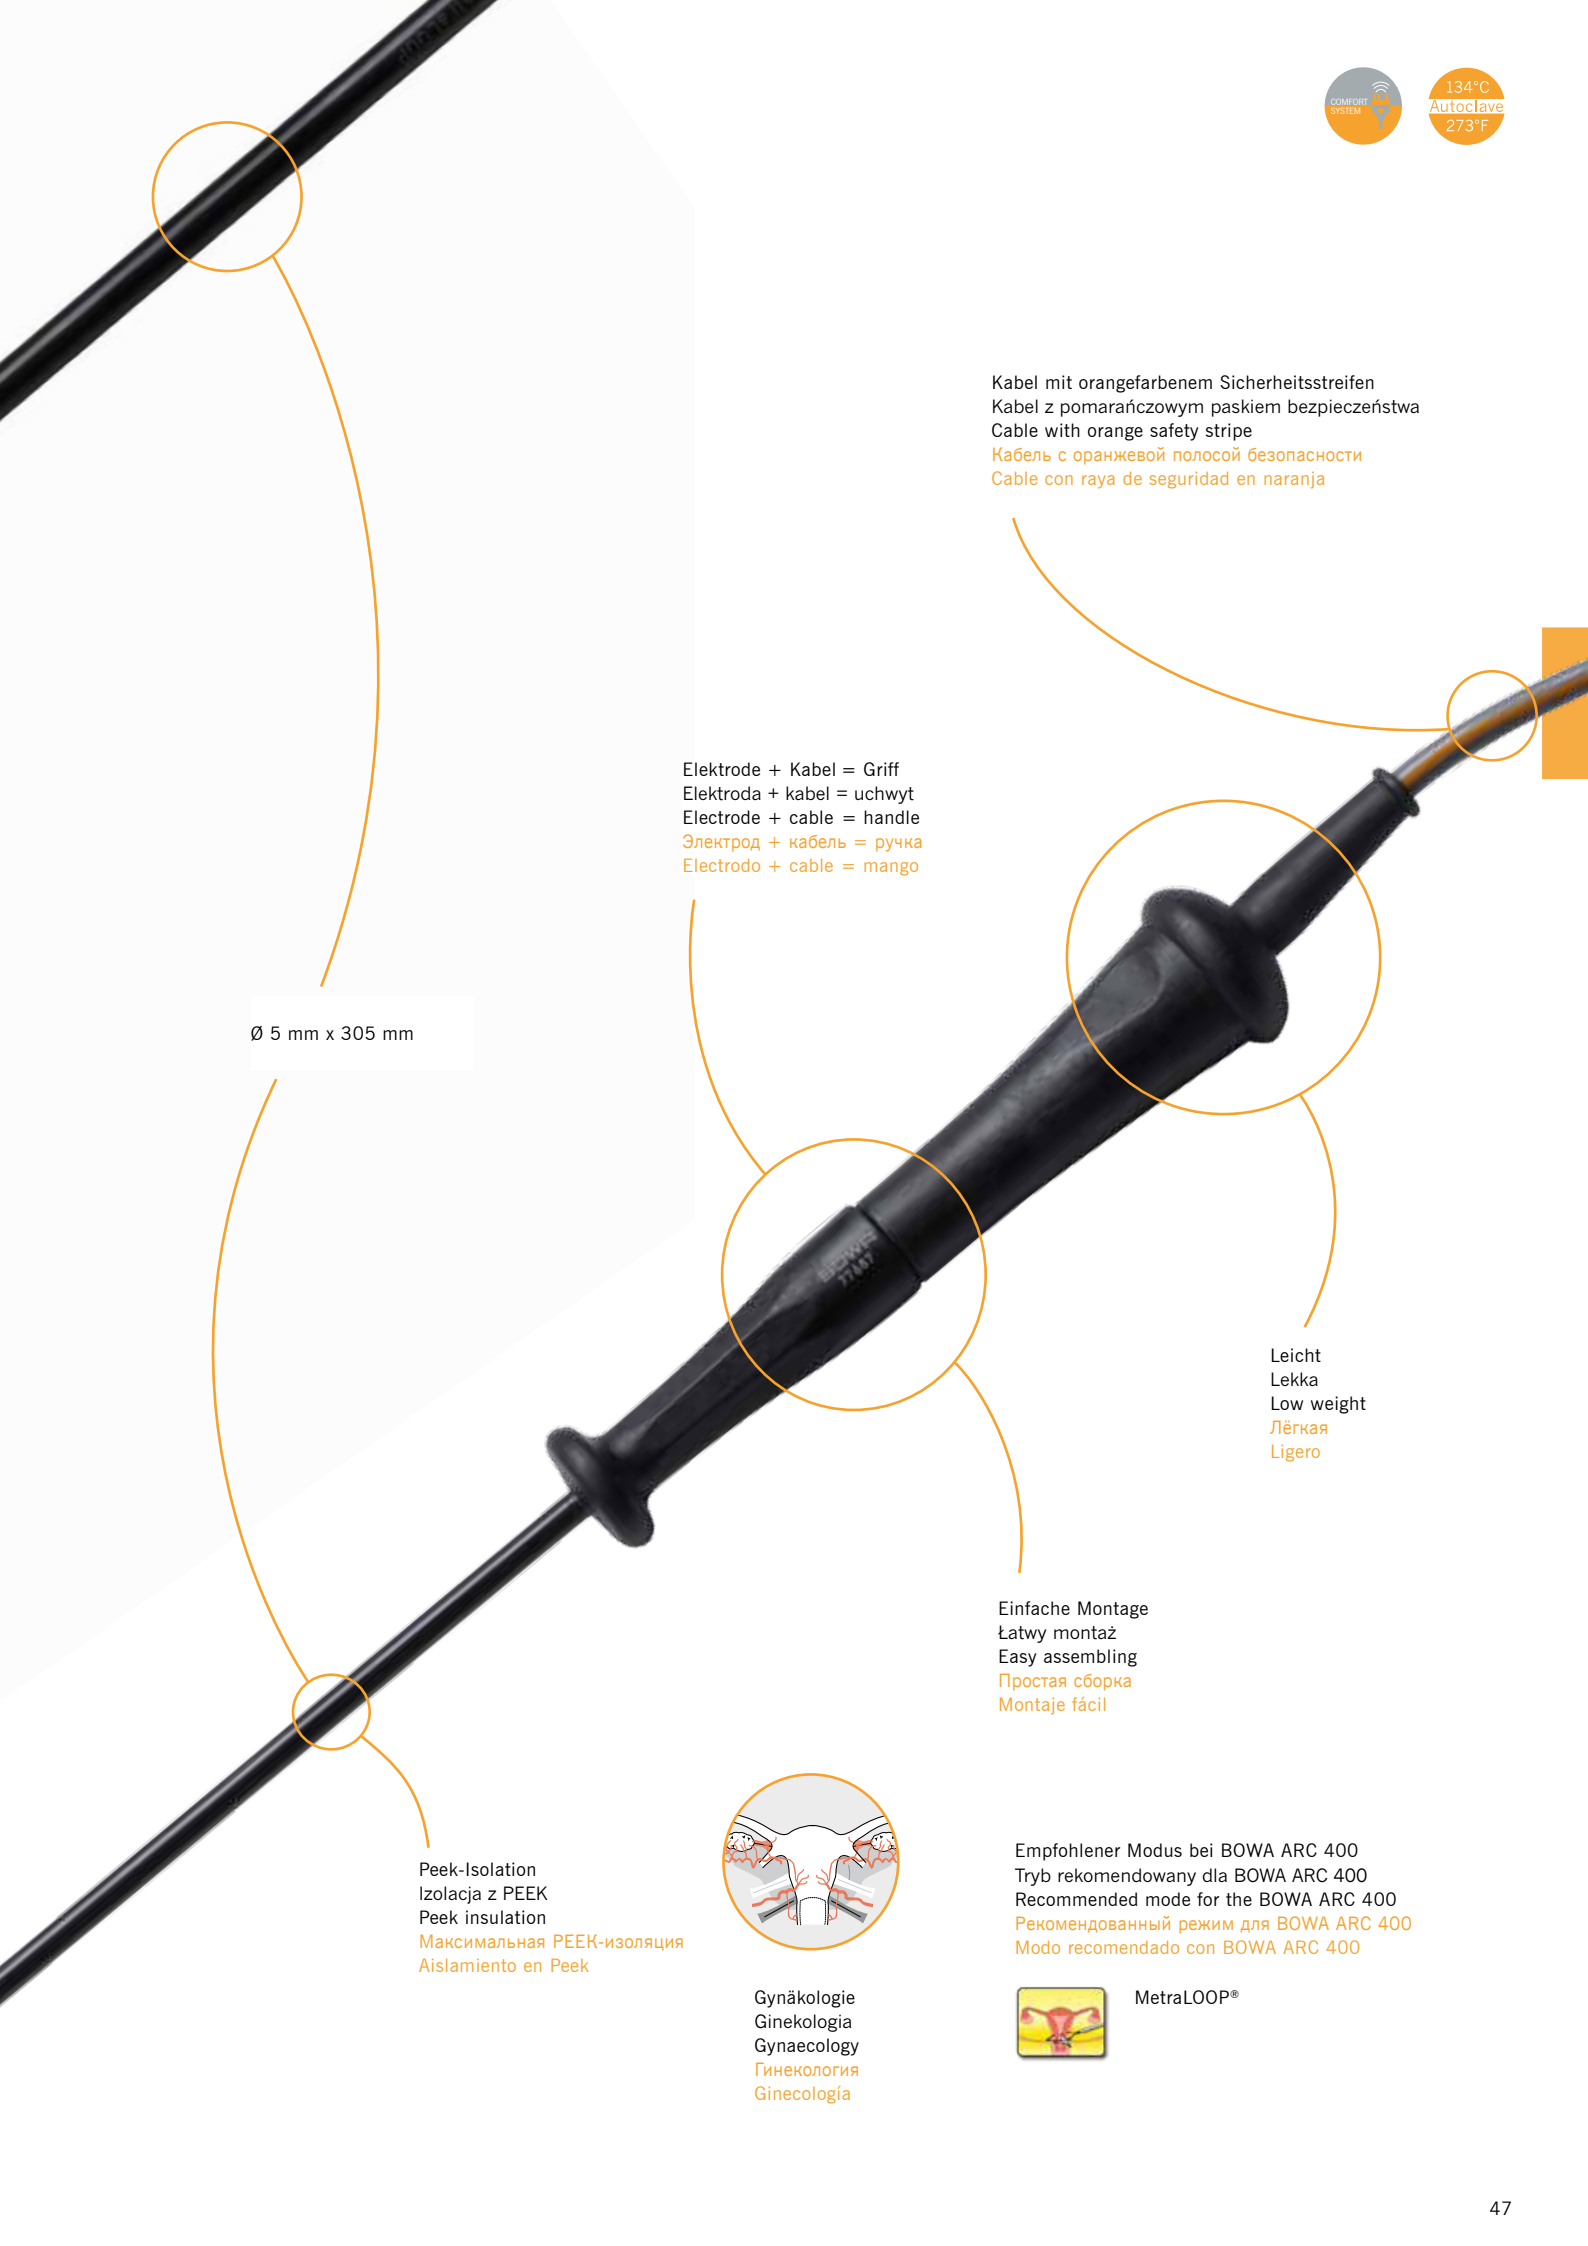 COMFORT
SYSTEM
134°C
Autoclave
273°F
Kabel mit orangefarbenem Sicherheitsstreifen
Kabel z pomarańczowym paskiem bezpieczeństwa
Cable with orange safety stripe
Кабель с оранжевой полосой безопасности
Cable con raya de seguridad en naranja
Elektrode + Kabel = Griff
Elektroda + kabel = uchwyt
Electrode + cable = handle
Электрод + кабель = ручка
Electrodo + cable = mango
Ø 5 mm x 305 mm
BOWA
Leicht
Lekka
Low weight
Лёгкая
Ligero
Einfache Montage
Łatwy montaż
Easy assembling
Простая сборка
Montaje fácil
Peek-Isolation
Izolacja z PEEK
Peek insulation
Максимальная PEEK-изоляция
Aislamiento en Peek
Gynäkologie
Ginekologia
Gynaecology
Гинекология
Ginecología
Empfohlener Modus bei BOWA ARC 400
Tryb rekomendowany dla BOWA ARC 400
Recommended mode for the BOWA ARC 400
Рекомендованный режим для BOWA ARC 400
Modo recomendado con BOWA ARC 400
MetraLOOP®
47